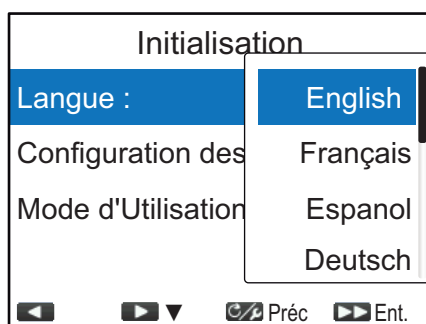 Initialisation
Langue : English
Configuration des Français
Mode d'Utilisation Espanol
Deutsch
Préc Ent.